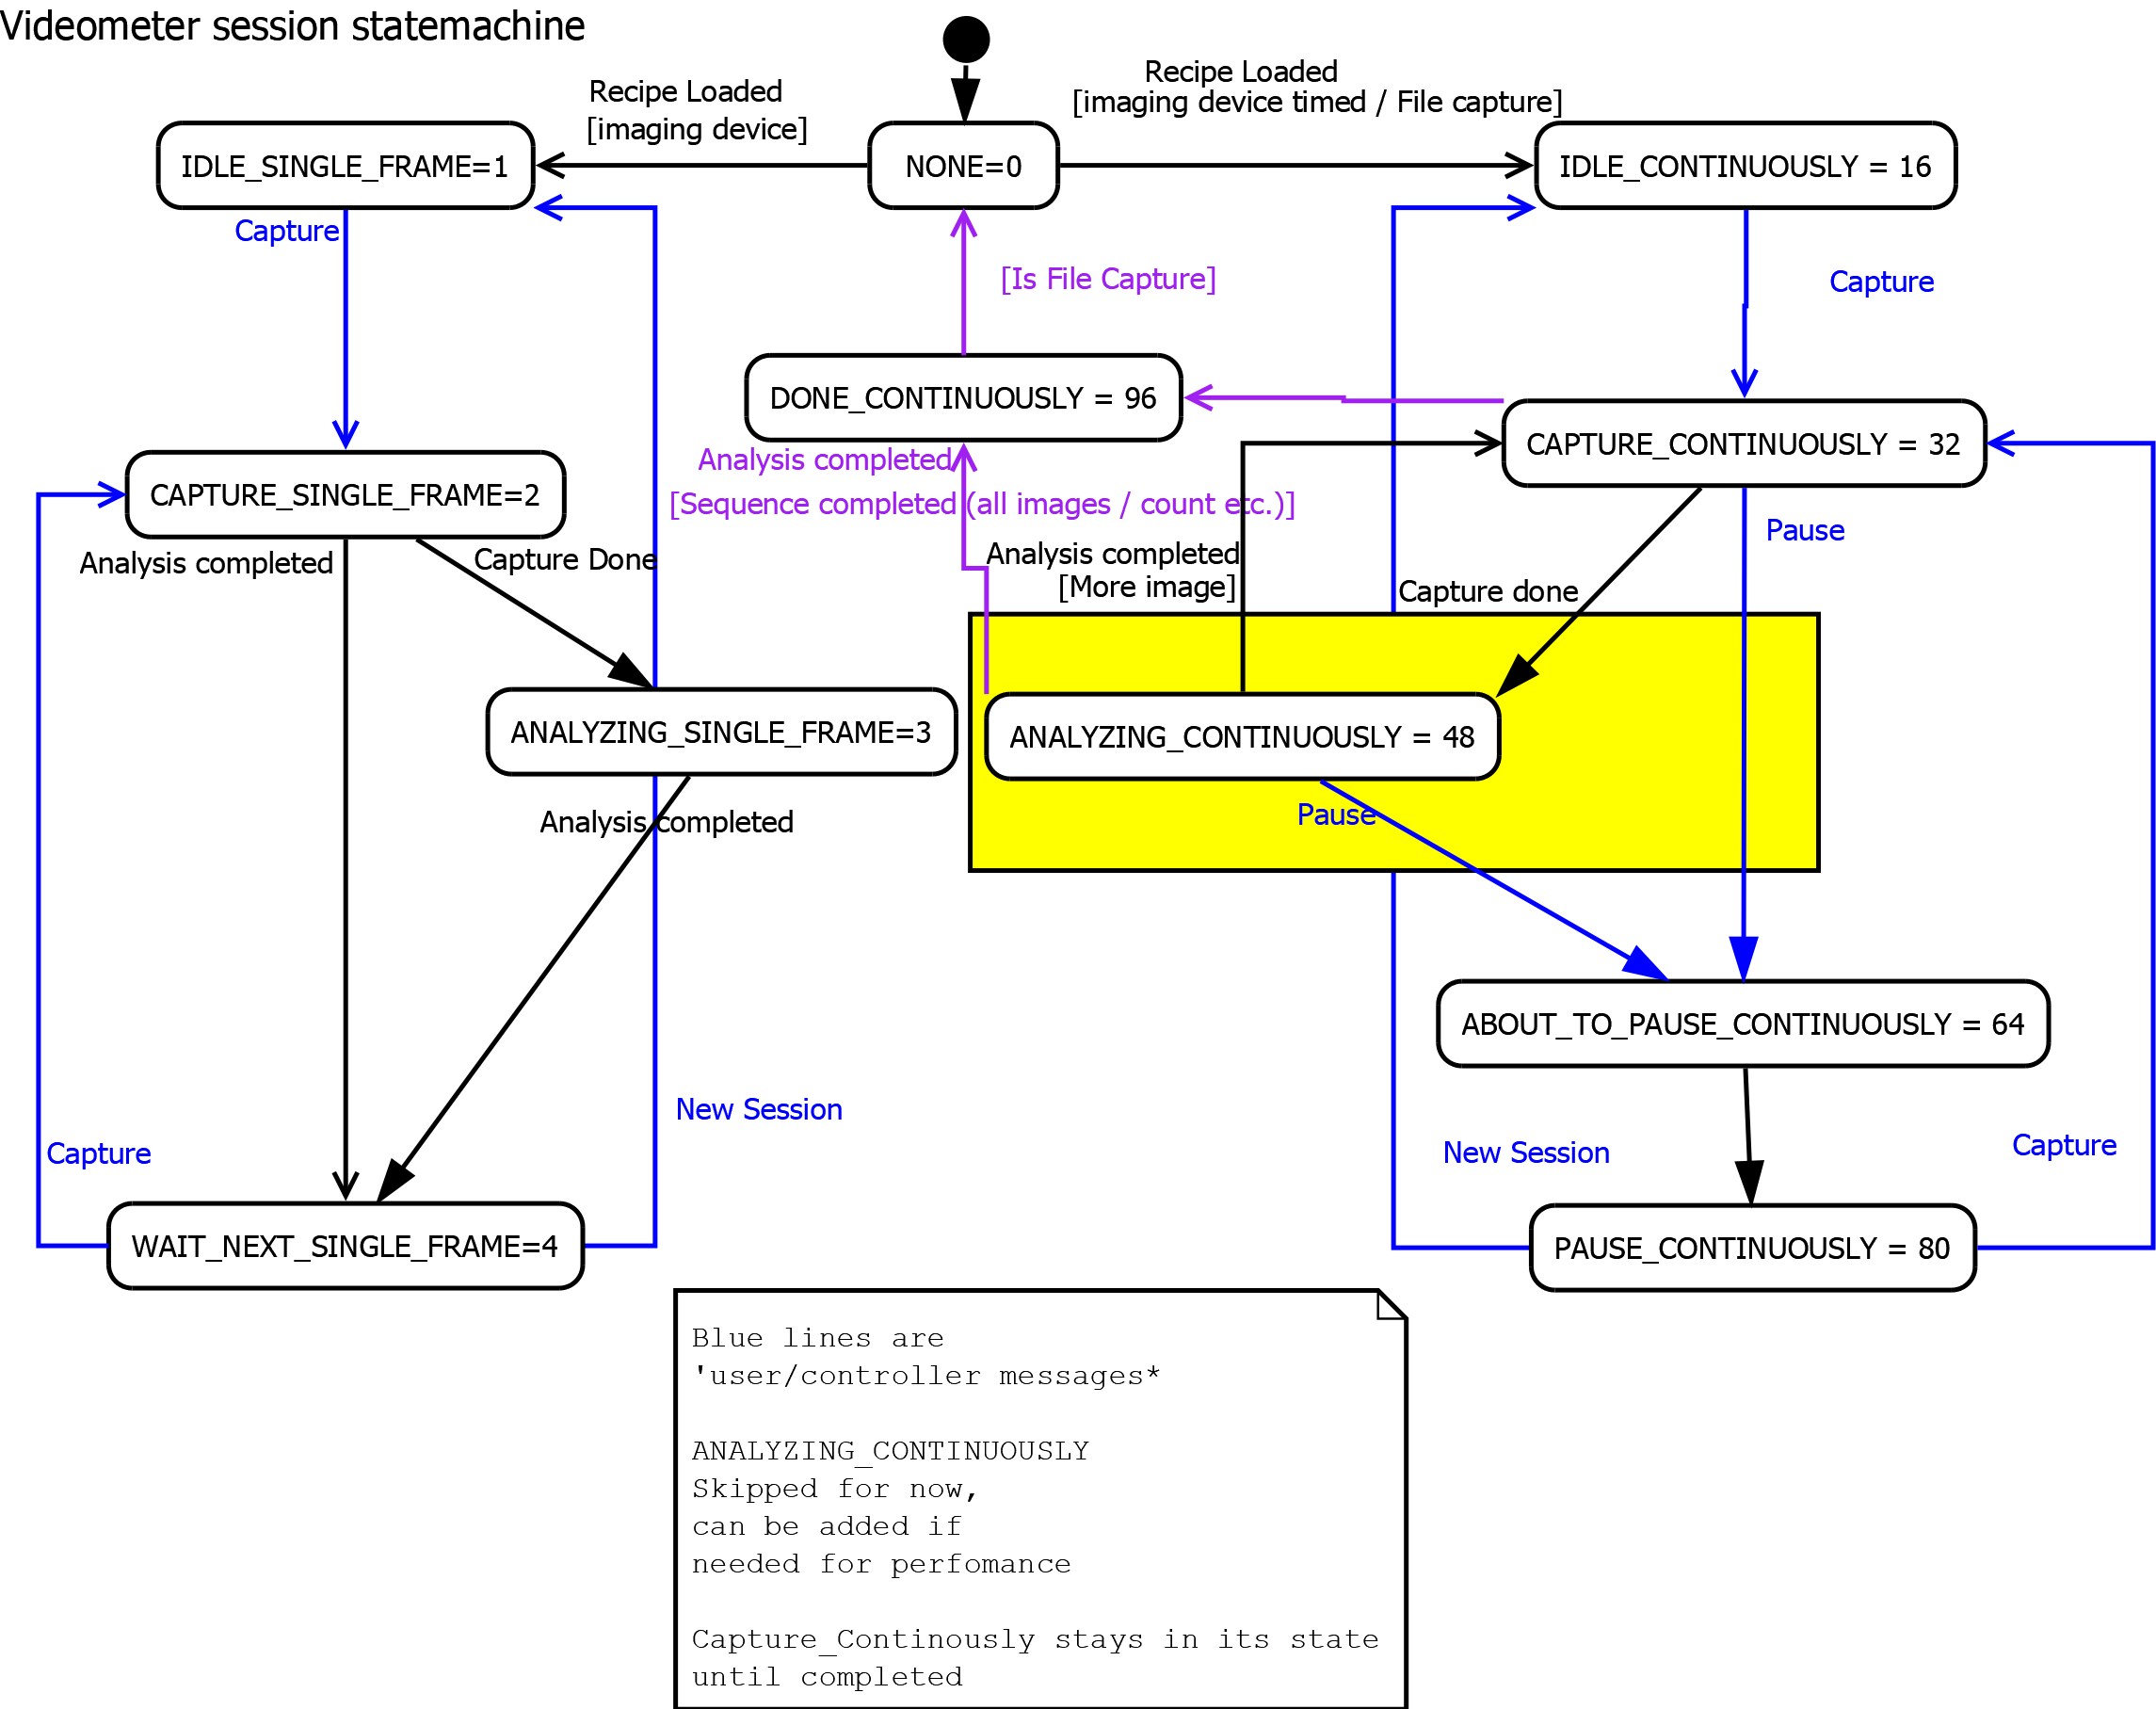 Videometer session statemachine
Recipe Loaded
[imaging device timed / File capture]
Recipe Loaded
[imaging device]
IDLE_SINGLE_FRAME=1
NONE=0
IDLE_CONTINUOUSLY = 16
Capture
[Is File Capture]
Capture
DONE_CONTINUOUSLY = 96
CAPTURE_CONTINUOUSLY = 32
Analysis completed
[Sequence completed (all images / count etc.)]
CAPTURE_SINGLE_FRAME=2
Pause
Analysis completed
Capture Done
Analysis completed
[More image]
Capture done
ANALYZING_SINGLE_FRAME=3
ANALYZING_CONTINUOUSLY = 48
Analysis completed
Pause
ABOUT_TO_PAUSE_CONTINUOUSLY = 64
Capture
New Session
New Session
Capture
WAIT_NEXT_SINGLE_FRAME=4
PAUSE_CONTINUOUSLY = 80
Blue lines are
'user/controller messages*
ANALYZING_CONTINUOUSLY
Skipped for now,
can be added if
needed for perfomance
Capture_Continously stays in its state
until completed